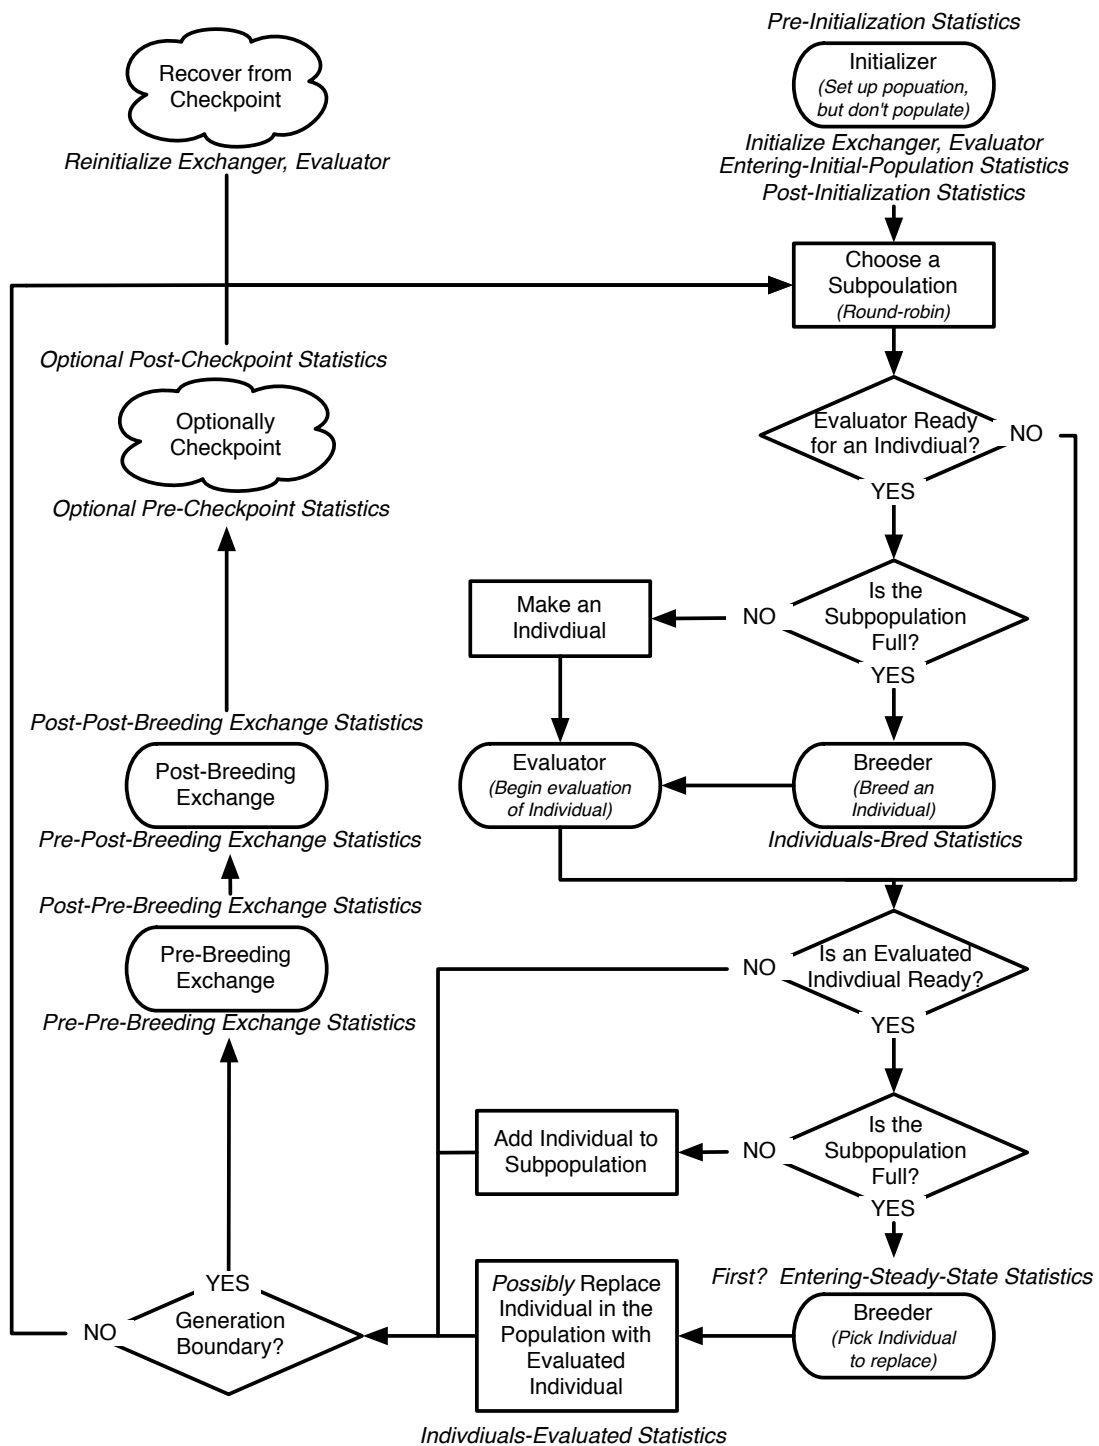 Pre-Initialization Statistics
Initializer
(Set up popuation,
but don't populate)
Initialize Exchanger, Evaluator
Entering-Initial-Population Statistics
Post-Initialization Statistics
Recover from
Checkpoint
Reinitialize Exchanger, Evaluator
Choose a
Subpoulation
(Round-robin)
Optional Post-Checkpoint Statistics
Optionally
Checkpoint
Optional Pre-Checkpoint Statistics
Evaluator Ready
for an Indivdiual?
NO
YES
Is the
Subpopulation
Full?
NO
YES
Make an
Indivdiual
Evaluator
(Begin evaluation
of Individual)
Breeder
(Breed an
Individual)
Individuals-Bred Statistics
Post-Post-Breeding Exchange Statistics
Post-Breeding
Exchange
Pre-Post-Breeding Exchange Statistics
Post-Pre-Breeding Exchange Statistics
Pre-Breeding
Exchange
Pre-Pre-Breeding Exchange Statistics
Is an Evaluated
Indivdiual Ready?
NO
YES
Is the
Subpopulation
Full?
NO
YES
Add Individual to
Subpopulation
First? Entering-Steady-State Statistics
Breeder
(Pick Individual
to replace)
Possibly Replace
Individual in the
Population with
Evaluated
Individual
Indivdiuals-Evaluated Statistics
YES
Generation
Boundary?
NO